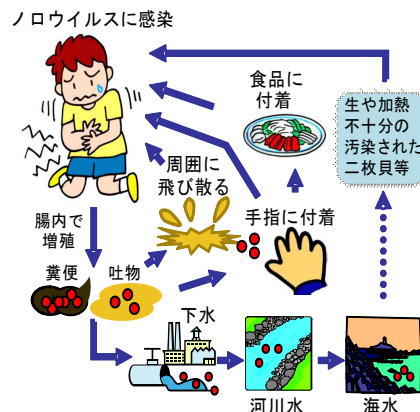 ノロウイルスに感染
食品に
付着
生や加熱
不十分の
汚染された
二枚貝等
周囲に
飛び散る
手指に付着
腸内で
増殖
糞便
吐物
下水
河川水
海水